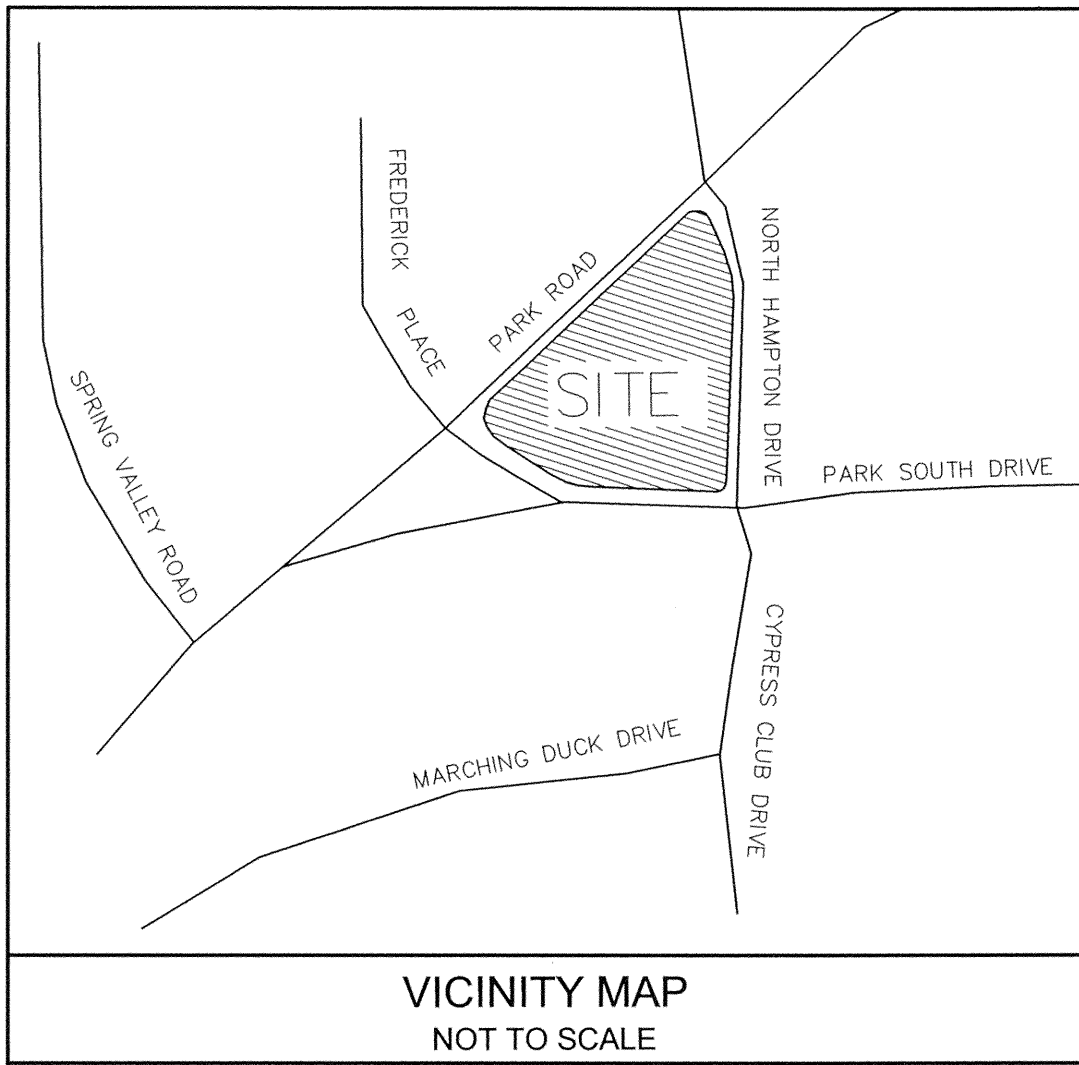 FREDERICK PLACE
NORTH HAMPTON DRIVE
PARK ROAD
SPRING VALLEY ROAD
SITE
PARK SOUTH DRIVE
CYPRESS CLUB DRIVE
MARCHING DUCK DRIVE
VICINITY MAP
NOT TO SCALE